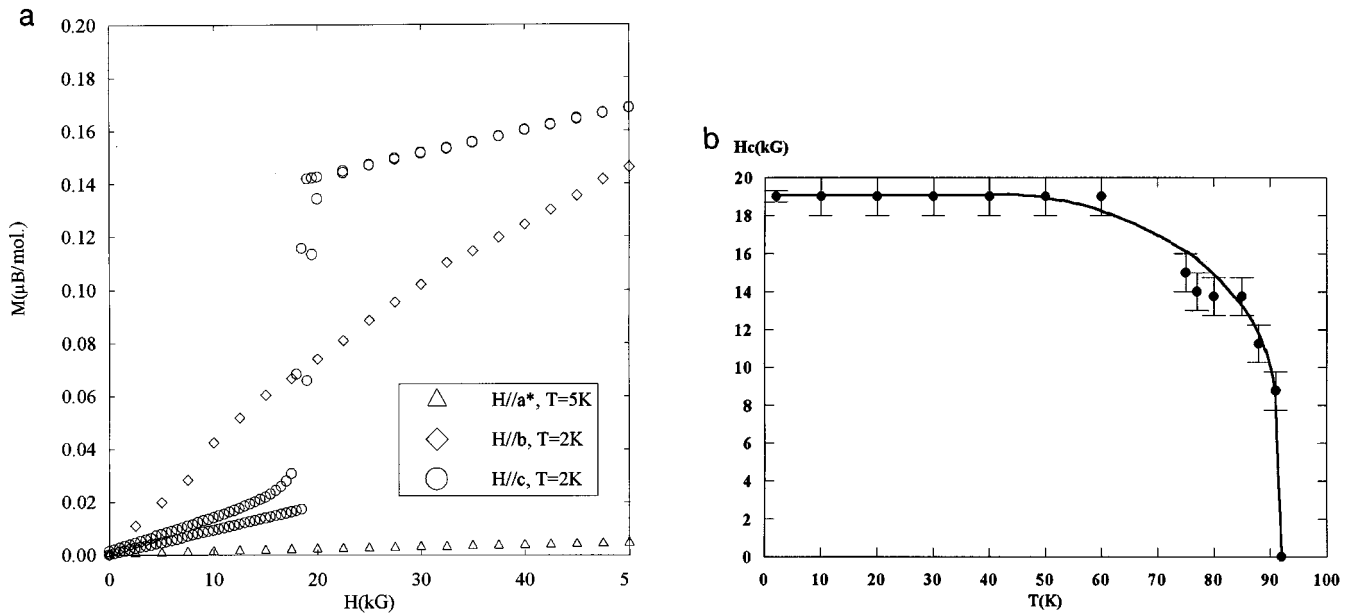 a
0.20
0.18
0.16
0.14
0.12
0.10
0.08
0.06
0.04
0.02
0.00
M(μB/mol.)
0 10 20 30 40 5
H(kG)
H//a*, T=5K
H//b, T=2K
H//c, T=2K
b
Hc(kG)
20
18
16
14
12
10
8
6
4
2
0
0 10 20 30 40 50 60 70 80 90 100
T(K)